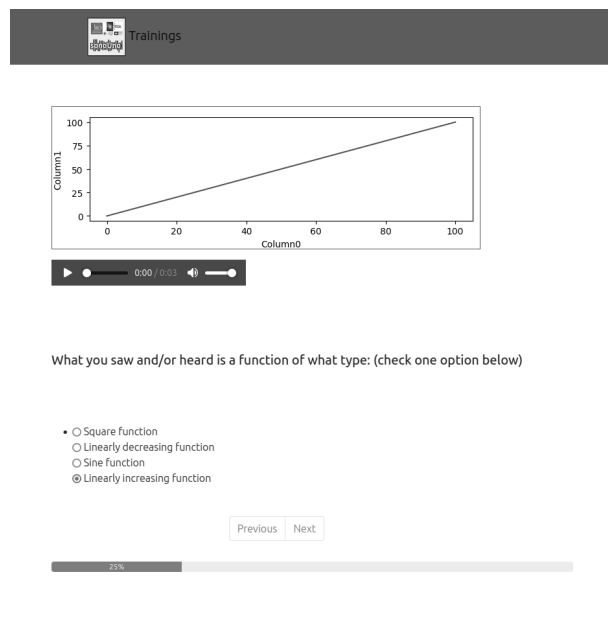 sonoUno
Trainings
100
75
50
25
0
Column1
0 20 40 60 80 100
Column0
0:00 / 0:03
What you saw and/or heard is a function of what type: (check one option below)
Square function
Linearly decreasing function
Sine function
Linearly increasing function
Previous Next
25%